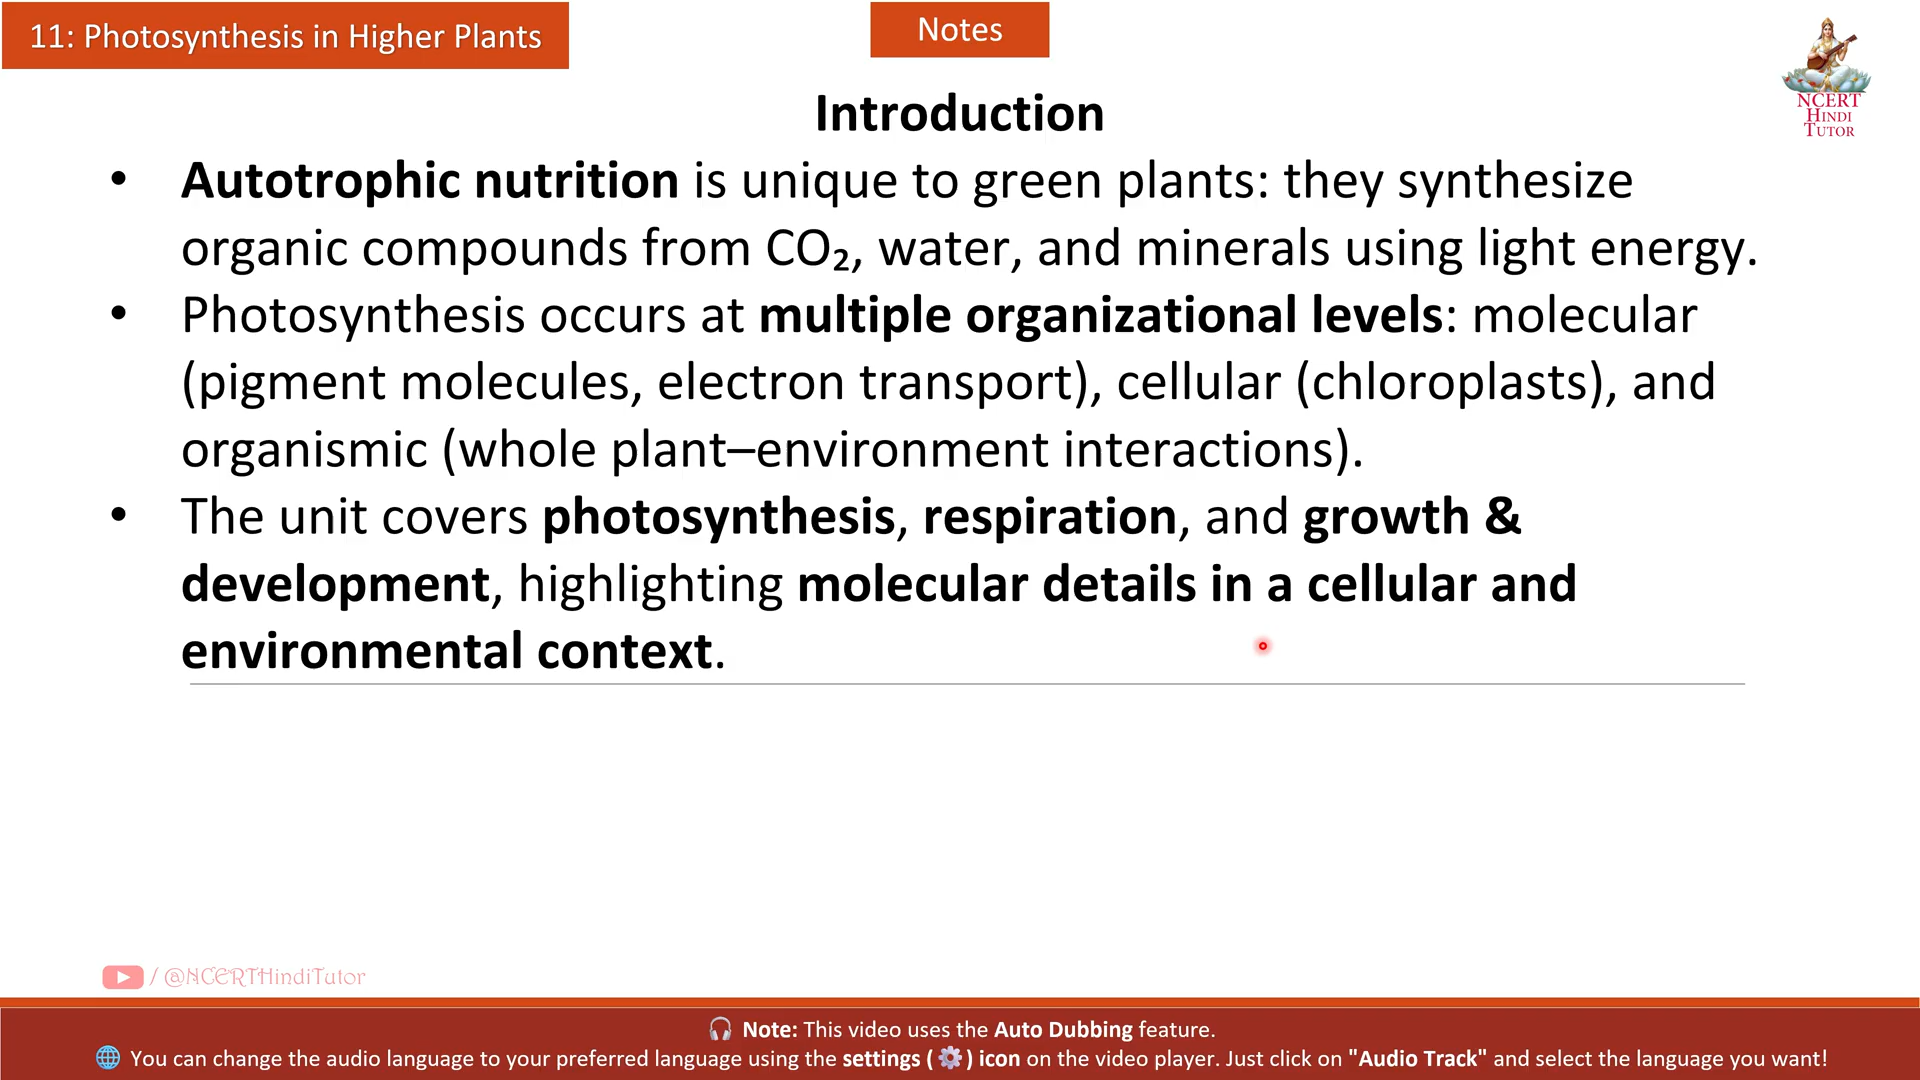 11: Photosynthesis in Higher Plants
Notes
NCERT
HINDI
TUTOR
Introduction
• Autotrophic nutrition is unique to green plants: they synthesize
organic compounds from CO₂, water, and minerals using light energy.
• Photosynthesis occurs at multiple organizational levels: molecular
(pigment molecules, electron transport), cellular (chloroplasts), and
organismic (whole plant–environment interactions).
• The unit covers photosynthesis, respiration, and growth &
development, highlighting molecular details in a cellular and
environmental context.
/ @NCERTHindiTutor
🎧 Note: This video uses the Auto Dubbing feature.
🌐 You can change the audio language to your preferred language using the settings ( ⚙️ ) icon on the video player. Just click on "Audio Track" and select the language you want!